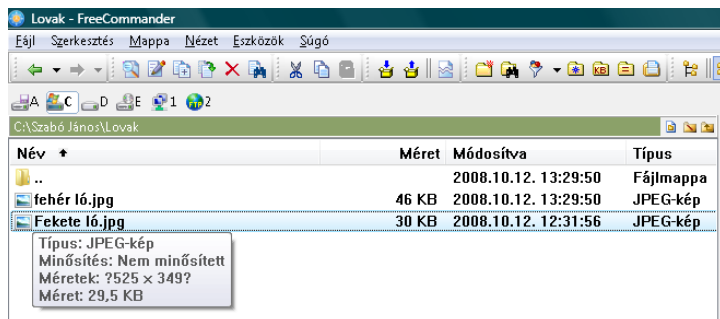 Lovak - FreeCommander
Fájl Szerkesztés Mappa Nézet Eszközök Súgó
A C D E 1 2
C:\Szabó János\Lovak
Név Méret Módosítva Típus
.. 2008.10.12. 13:29:50 Fájlmappa
fehér ló.jpg 46 KB 2008.10.12. 13:29:50 JPEG-kép
Fekete ló.jpg 30 KB 2008.10.12. 12:31:56 JPEG-kép
Típus: JPEG-kép
Minősítés: Nem minősített
Méretek: ?525 x 349?
Méret: 29,5 KB